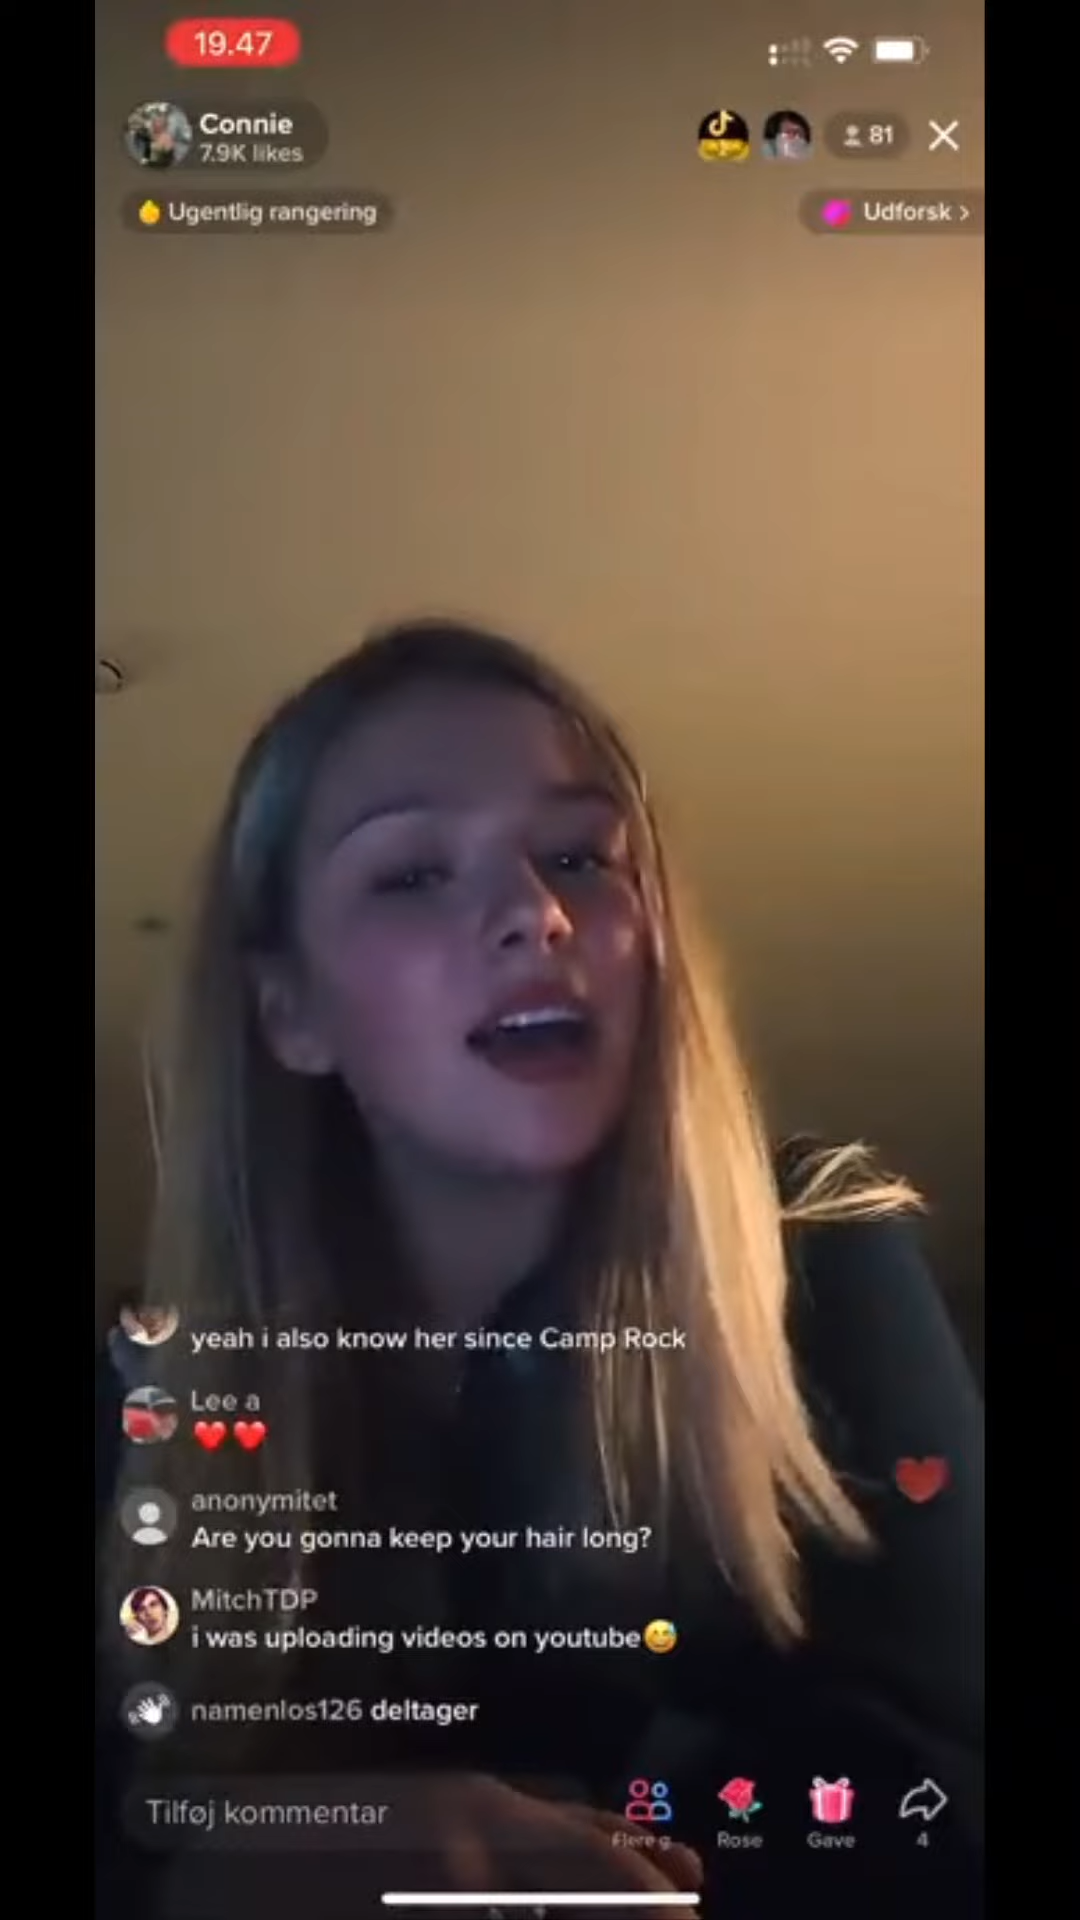 19.47
Connie
7.9K likes
81
Ugentlig rangering
Udforsk >
yeah i also know her since Camp Rock
Lee a
❤️❤️
anonymitet
Are you gonna keep your hair long?
MitchTDP
i was uploading videos on youtube😅
namenlos126 deltager
Tilføj kommentar
Flere g...
Rose
Gave
4